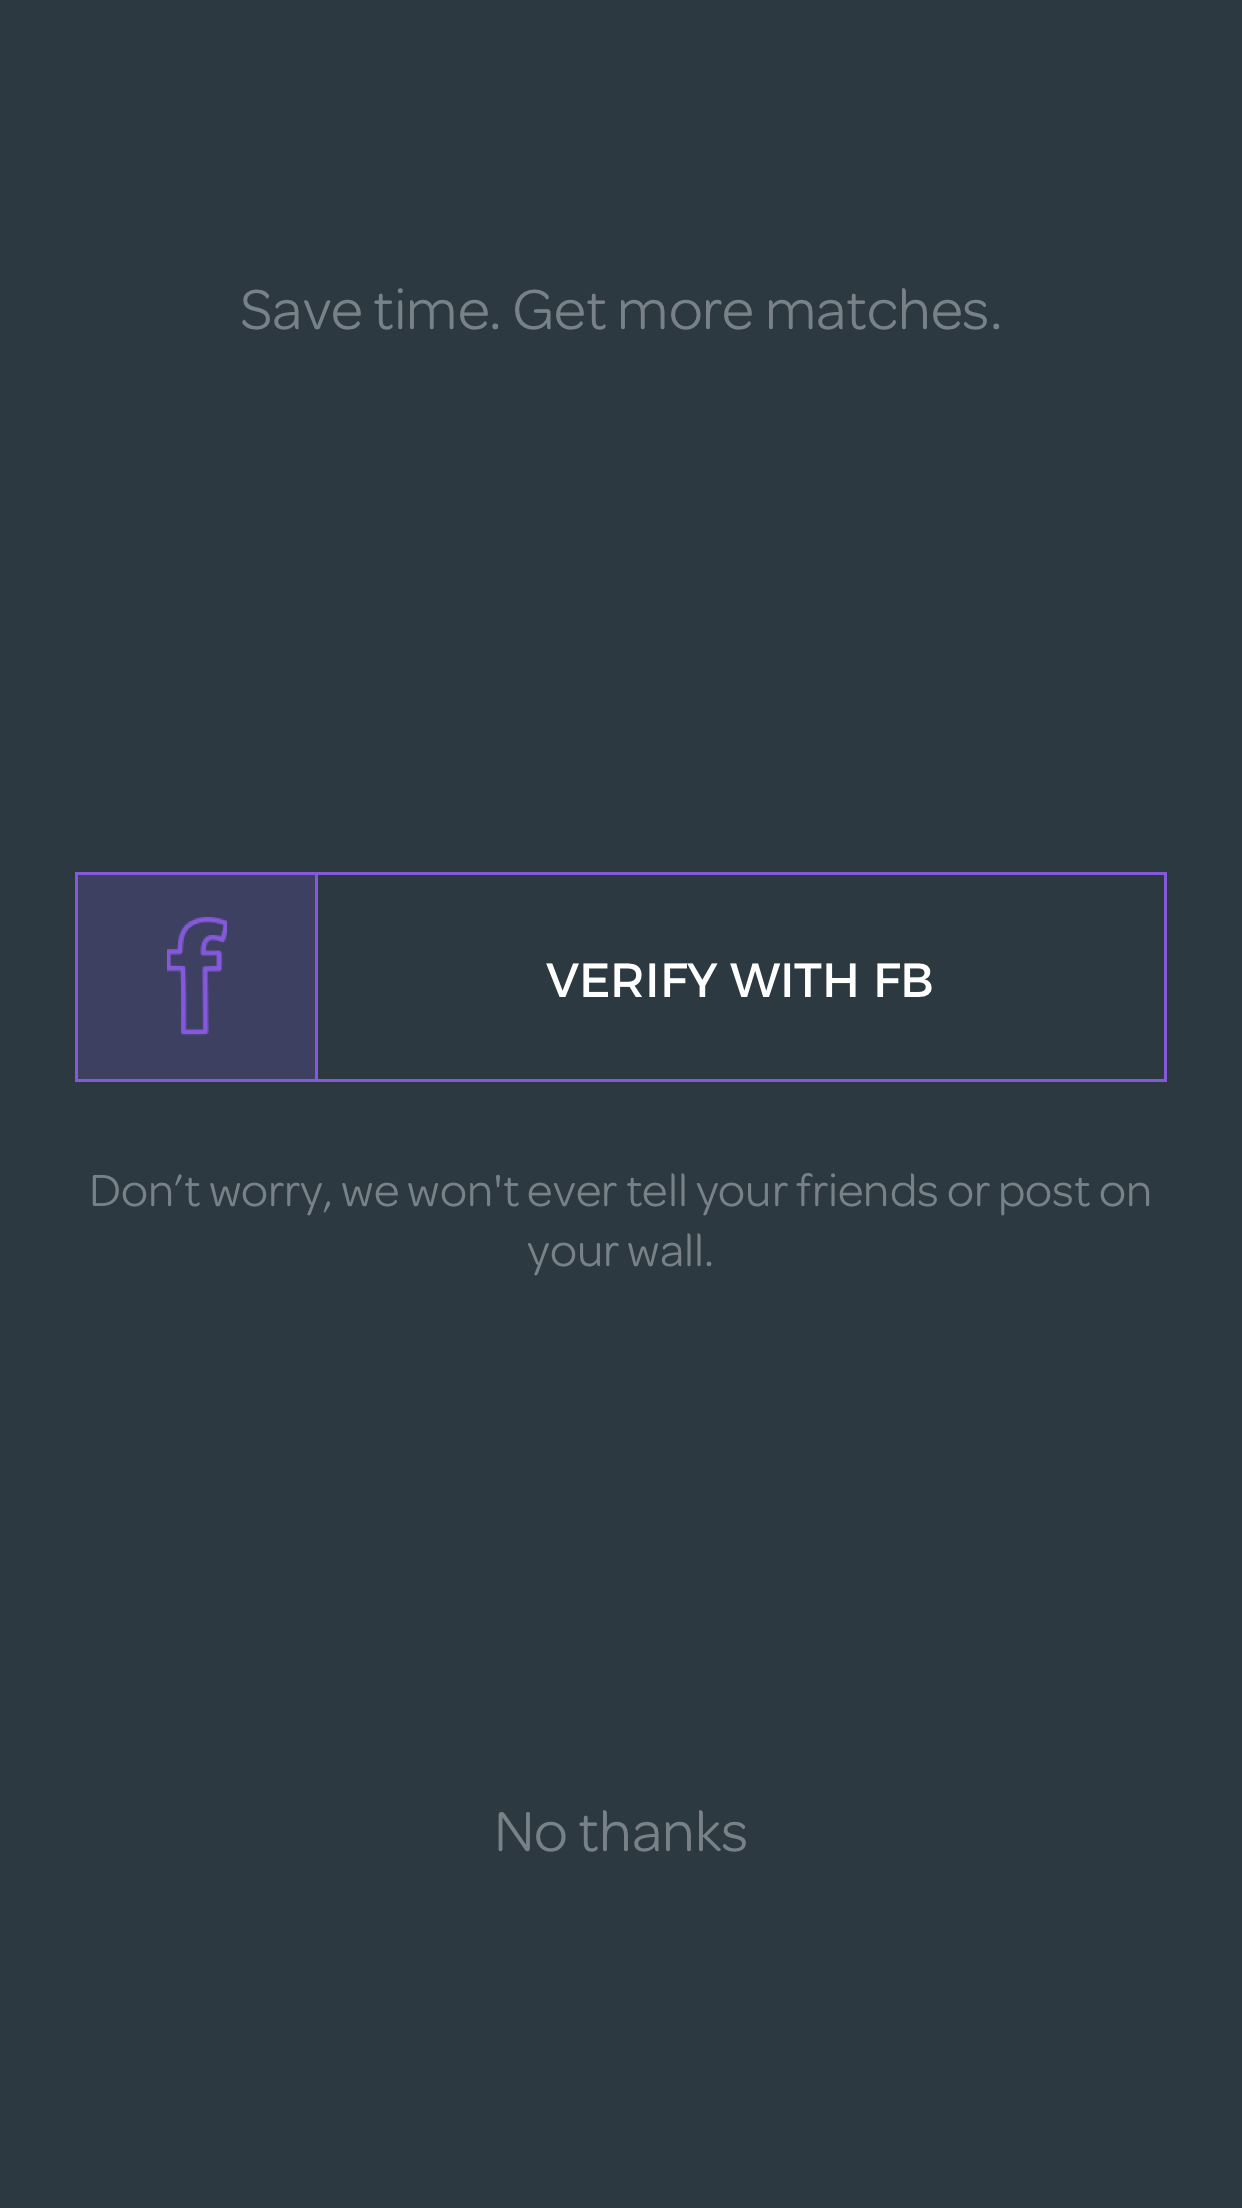 Save time. Get more matches.
f
VERIFY WITH FB
Don’t worry, we won't ever tell your friends or post on
your wall.
No thanks